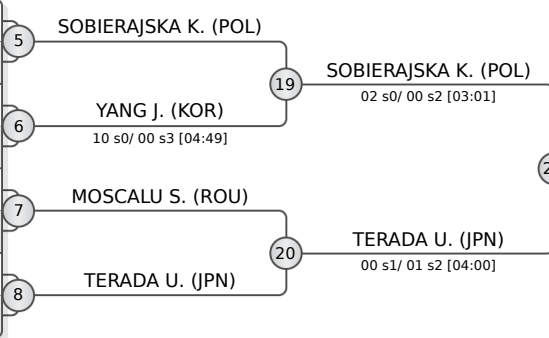 SOBIERAJSKA K. (POL)
5
19
SOBIERAJSKA K. (POL)
02 s0/ 00 s2 [03:01]
YANG J. (KOR)
6
10 s0/ 00 s3 [04:49]
2
MOSCALU S. (ROU)
7
20
TERADA U. (JPN)
00 s1/ 01 s2 [04:00]
TERADA U. (JPN)
8